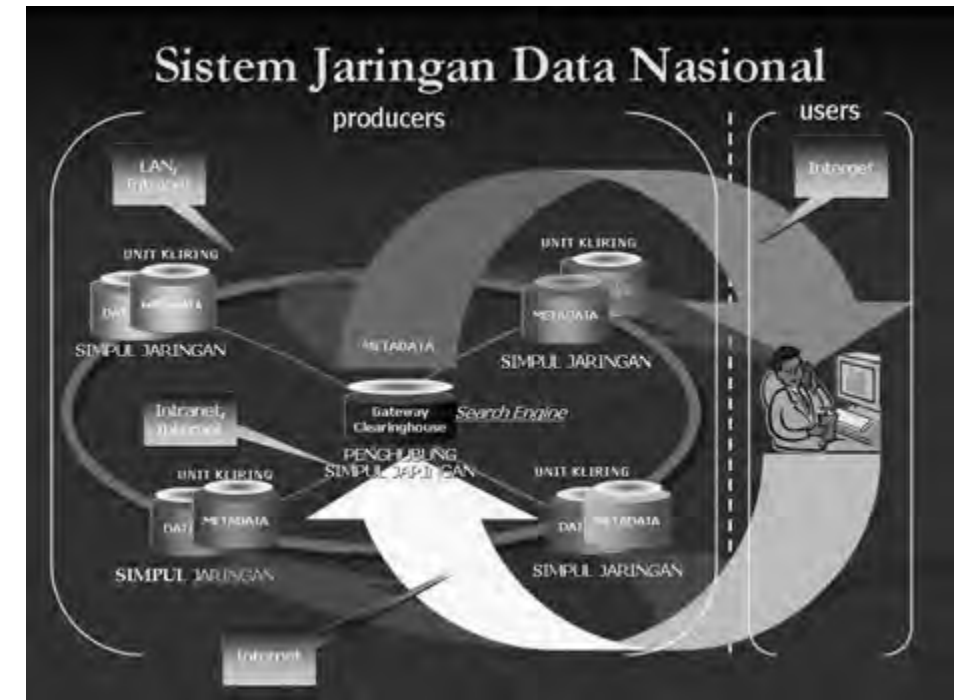 Sistem Jaringan Data Nasional
producers
users
LAN,
Intranet
Internet
UNIT KLIRING
METADATA
SIMPUL JARINGAN
UNIT KLIRING
METADATA
SIMPUL JARINGAN
METADATA
Gateway
Clearinghouse
Search Engine
PENGHUBUNG
SIMPUL JARINGAN
Intranet,
Internet
UNIT KLIRING
METADATA
SIMPUL JARINGAN
UNIT KLIRING
METADATA
SIMPUL JARINGAN
Internet